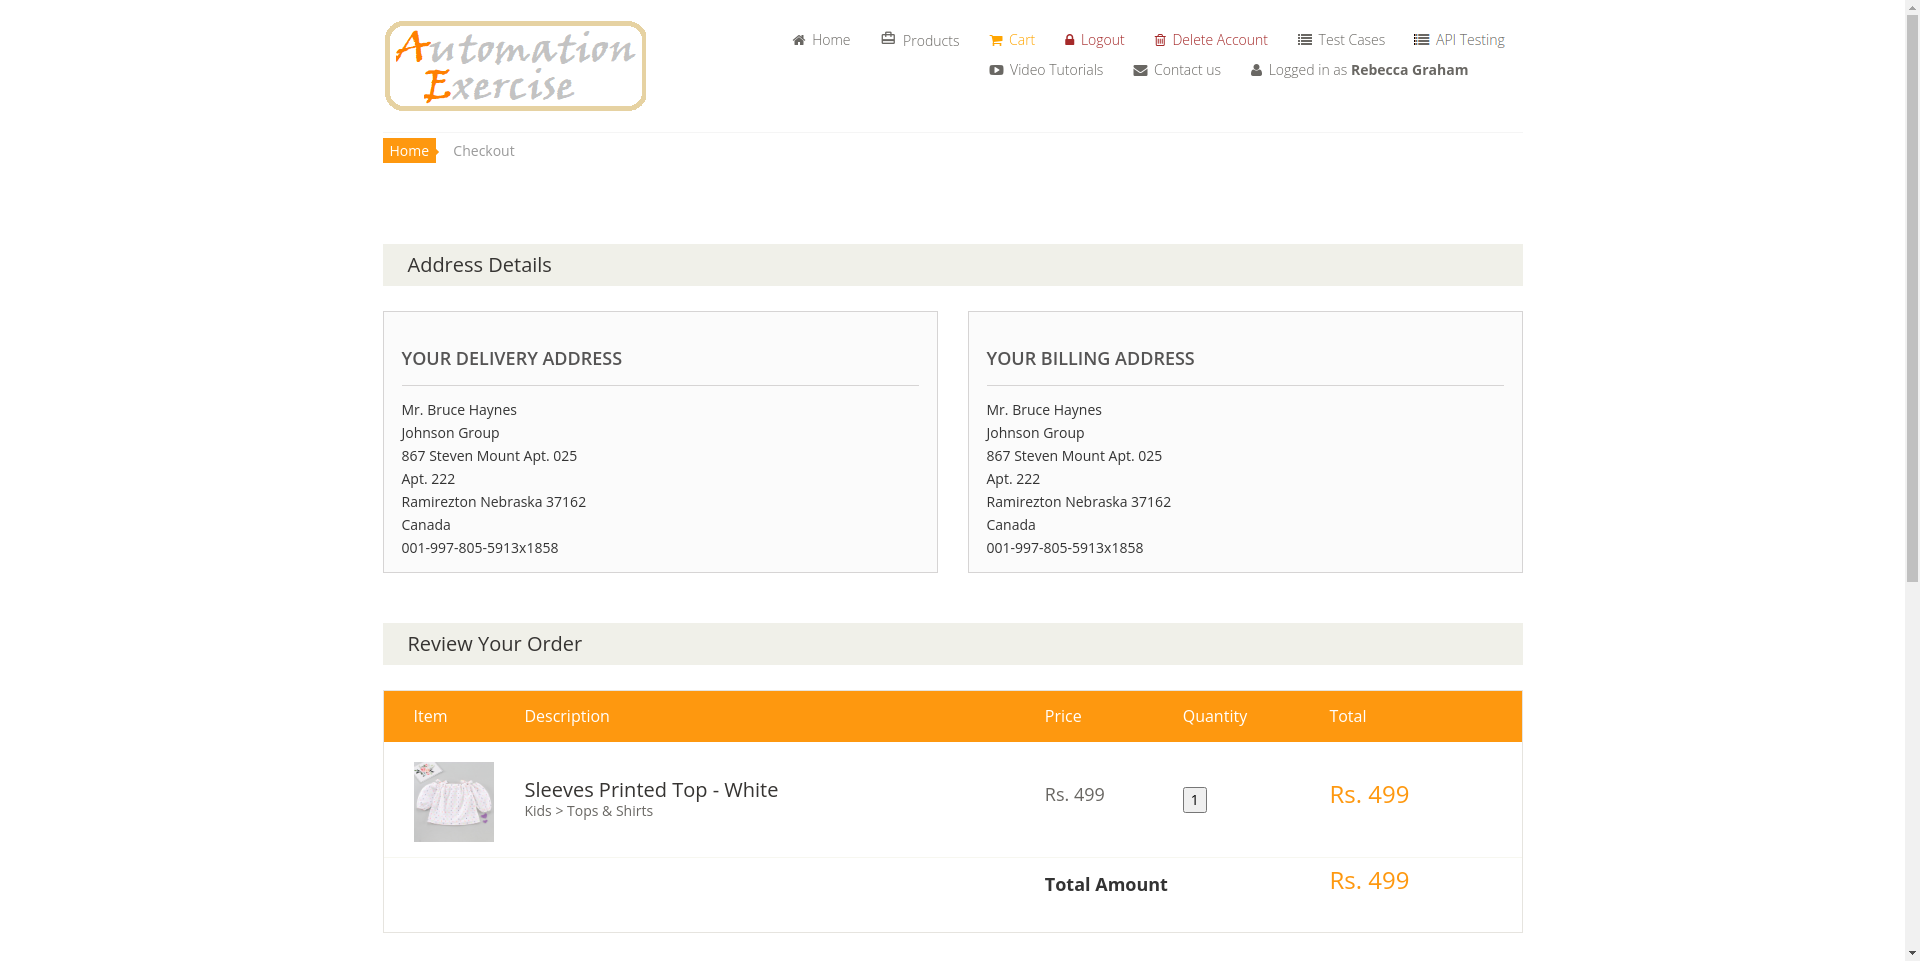 Automation
Exercise
Home
Products
Cart
Logout
Delete Account
Test Cases
API Testing
Video Tutorials
Contact us
Logged in as Rebecca Graham
Home
Checkout
Address Details
YOUR DELIVERY ADDRESS
Mr. Bruce Haynes
Johnson Group
867 Steven Mount Apt. 025
Apt. 222
Ramirezton Nebraska 37162
Canada
001-997-805-5913x1858
YOUR BILLING ADDRESS
Mr. Bruce Haynes
Johnson Group
867 Steven Mount Apt. 025
Apt. 222
Ramirezton Nebraska 37162
Canada
001-997-805-5913x1858
Review Your Order
Item Description Price Quantity Total
Sleeves Printed Top - White
Kids > Tops & Shirts
Rs. 499
1
Rs. 499
Total Amount
Rs. 499